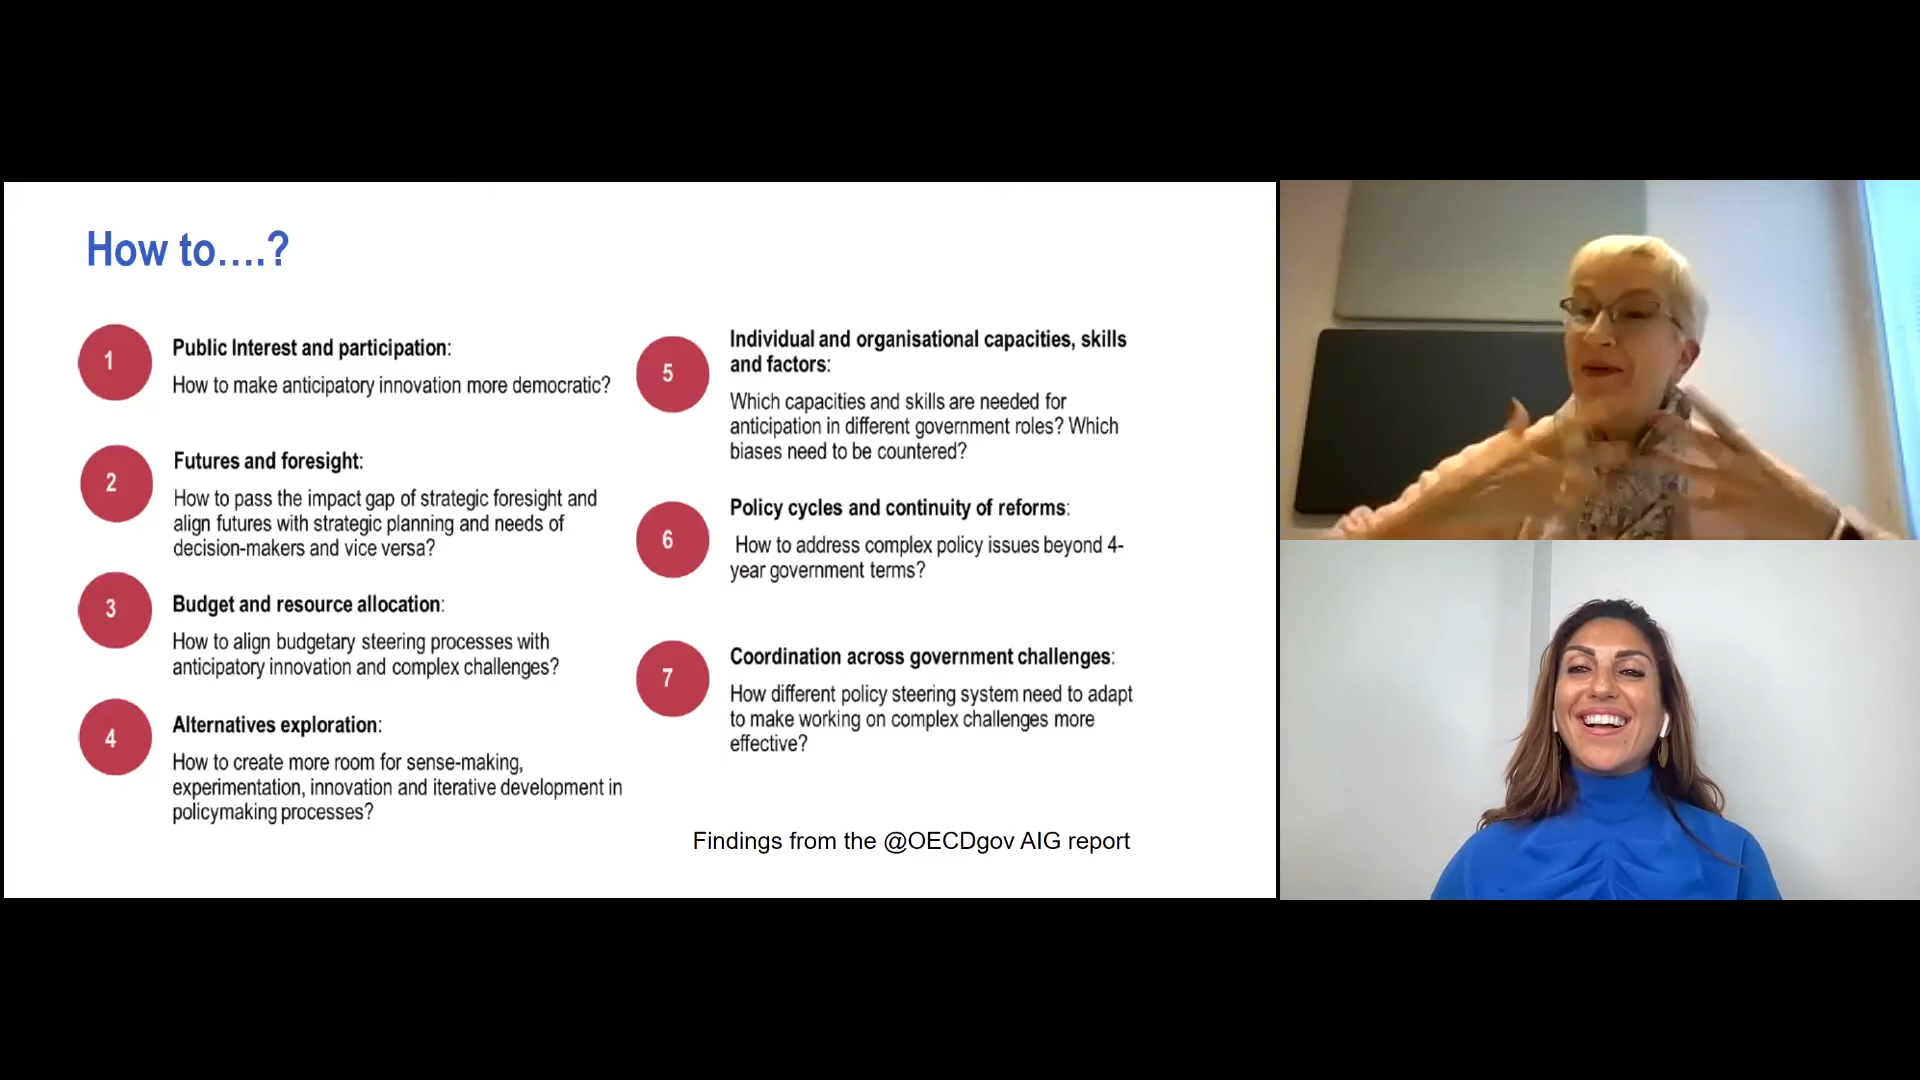 How to....?
1
Public Interest and participation:
How to make anticipatory innovation more democratic?
2
Futures and foresight:
How to pass the impact gap of strategic foresight and
align futures with strategic planning and needs of
decision-makers and vice versa?
3
Budget and resource allocation:
How to align budgetary steering processes with
anticipatory innovation and complex challenges?
4
Alternatives exploration:
How to create more room for sense-making,
experimentation, innovation and iterative development in
policymaking processes?
5
Individual and organisational capacities, skills
and factors:
Which capacities and skills are needed for
anticipation in different government roles? Which
biases need to be countered?
6
Policy cycles and continuity of reforms:
How to address complex policy issues beyond 4-
year government terms?
7
Coordination across government challenges:
How different policy steering system need to adapt
to make working on complex challenges more
effective?
Findings from the @OECDgov AIG report